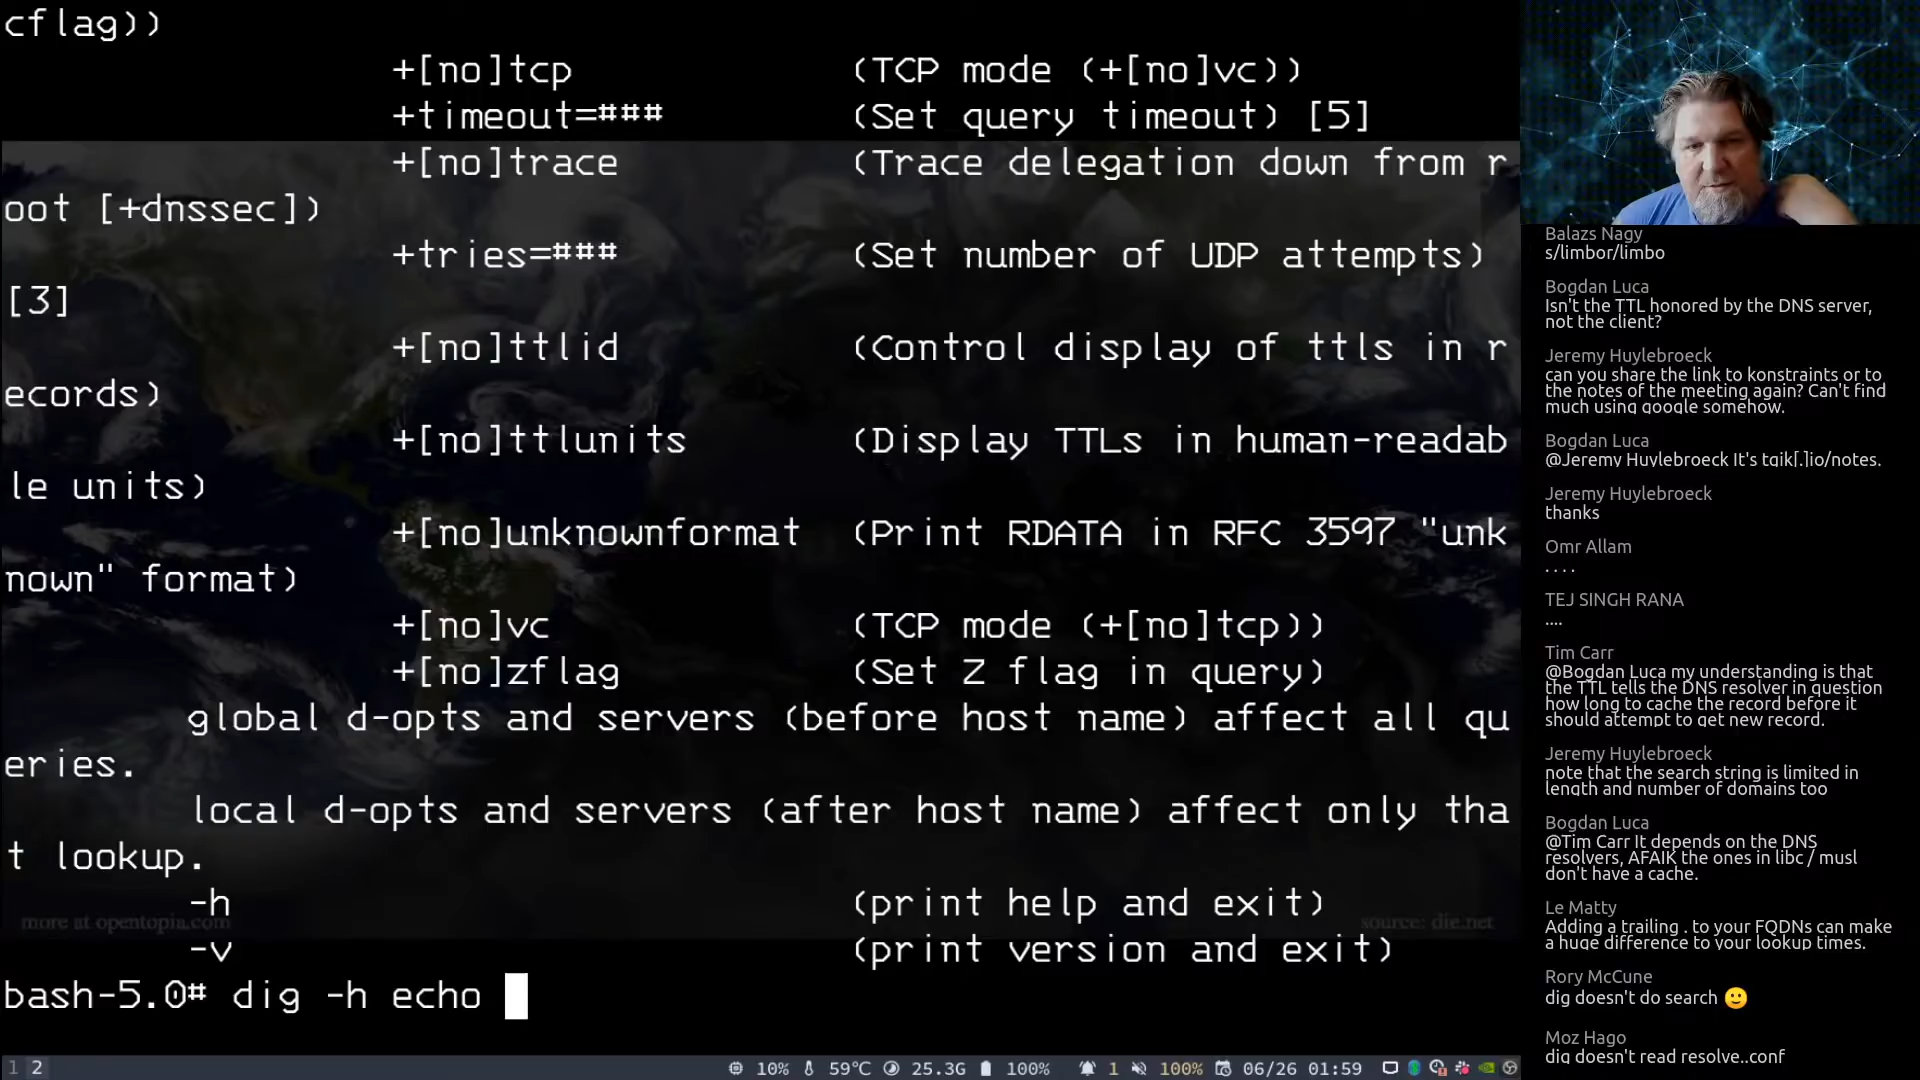 cflag))
+[no]tcp (TCP mode (+[no]vc))
+timeout=### (Set query timeout) [5]
+[no]trace (Trace delegation down from r
oot [+dnssec])
+tries=### (Set number of UDP attempts)
[3]
+[no]ttlid (Control display of ttls in r
ecords)
+[no]ttlunits (Display TTLs in human-readab
le units)
+[no]unknownformat (Print RDATA in RFC 3597 "unk
nown" format)
+[no]vc (TCP mode (+[no]tcp))
+[no]zflag (Set Z flag in query)
global d-opts and servers (before host name) affect all qu
eries.
local d-opts and servers (after host name) affect only tha
t lookup.
-h (print help and exit)
more at opentopia.com source: die.net
-v (print version and exit)
bash-5.0# dig -h echo
1 2 10% 59°C 25.3G 100% 1 100% 06/26 01:59
Balazs Nagy
s/limbor/limbo
Bogdan Luca
Isn't the TTL honored by the DNS server,
not the client?
Jeremy Huylebroeck
can you share the link to konstraints or to
the notes of the meeting again? Can't find
much using google somehow.
Bogdan Luca
@Jeremy Huylebroeck It's tgik[.]io/notes.
Jeremy Huylebroeck
thanks
Omr Allam
. . . .
TEJ SINGH RANA
....
Tim Carr
@Bogdan Luca my understanding is that
the TTL tells the DNS resolver in question
how long to cache the record before it
should attempt to get new record.
Jeremy Huylebroeck
note that the search string is limited in
length and number of domains too
Bogdan Luca
@Tim Carr It depends on the DNS
resolvers, AFAIK the ones in libc / musl
don't have a cache.
Le Matty
Adding a trailing . to your FQDNs can make
a huge difference to your lookup times.
Rory McCune
dig doesn't do search 🙂
Moz Hago
dig doesn't read resolve..conf